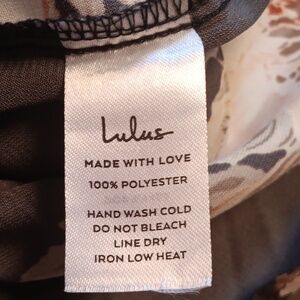 Lulus
MADE WITH LOVE
100% POLYESTER
HAND WASH COLD
DO NOT BLEACH
LINE DRY
IRON LOW HEAT